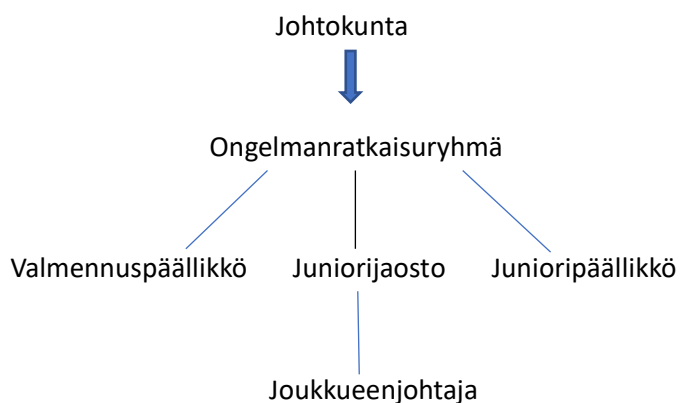 Johtokunta
Ongelmanratkaisuryhmä
Valmennuspäällikkö Juniorijaosto Junioripäällikkö
Joukkueenjohtaja